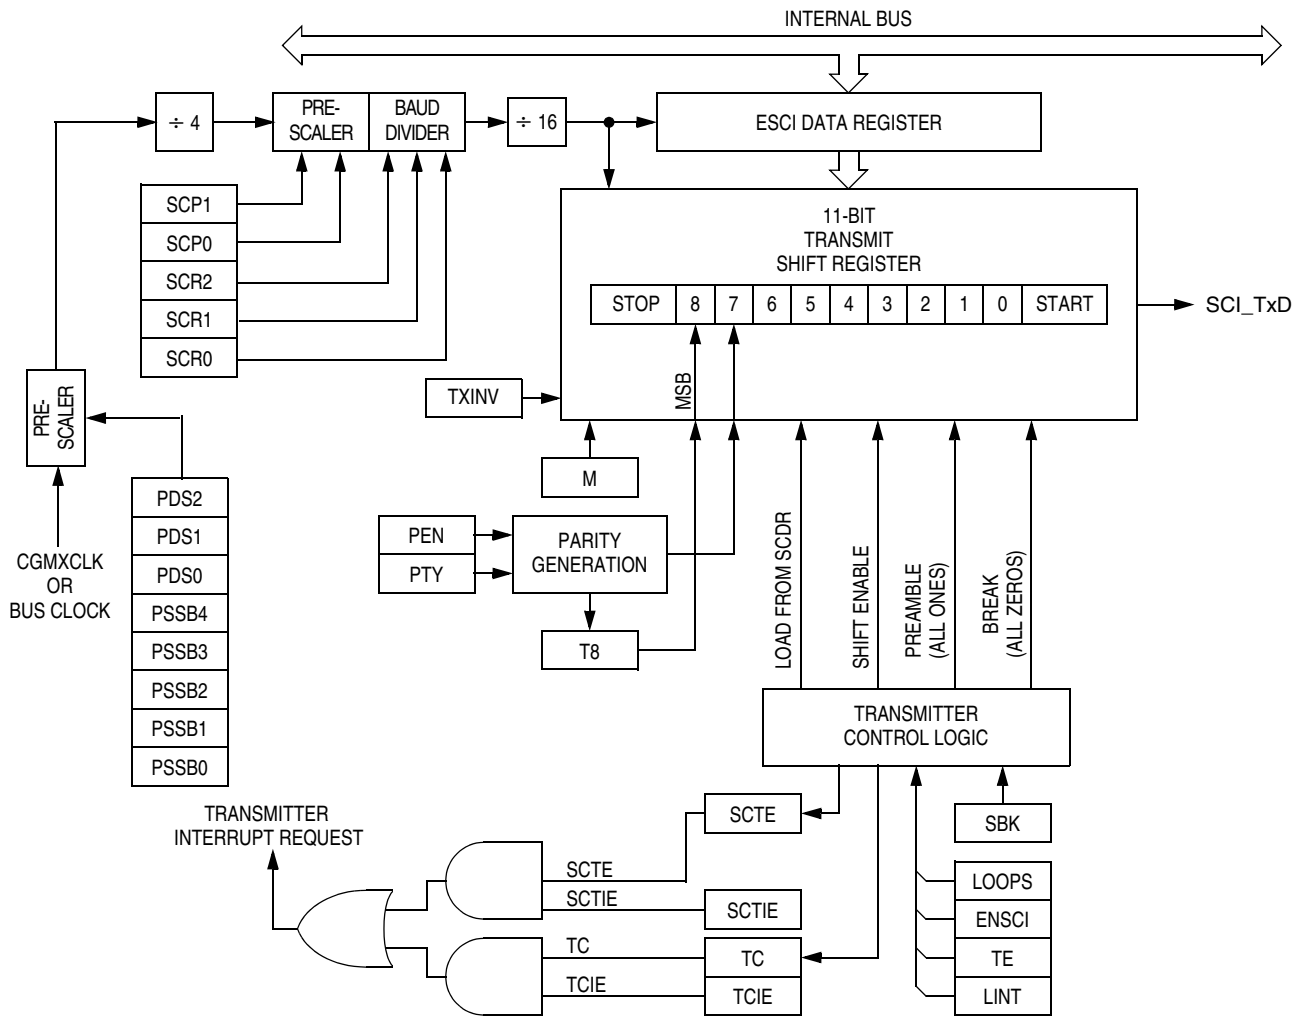 INTERNAL BUS
÷ 4
PRE-
SCALER
BAUD
DIVIDER
÷ 16
ESCI DATA REGISTER
SCP1
SCP0
SCR2
SCR1
SCR0
11-BIT
TRANSMIT
SHIFT REGISTER
STOP 8 7 6 5 4 3 2 1 0 START
SCI_TxD
PRE-
SCALER
TXINV
MSB
M
PDS2
PDS1
PDS0
PSSB4
PSSB3
PSSB2
PSSB1
PSSB0
CGMXCLK
OR
BUS CLOCK
PEN
PTY
PARITY
GENERATION
T8
LOAD FROM SCDR
SHIFT ENABLE
PREAMBLE
(ALL ONES)
BREAK
(ALL ZEROS)
TRANSMITTER
CONTROL LOGIC
TRANSMITTER
INTERRUPT REQUEST
SCTE
SBK
SCTE
SCTIE
SCTIE
TC
TC
TCIE
TCIE
LOOPS
ENSCI
TE
LINT